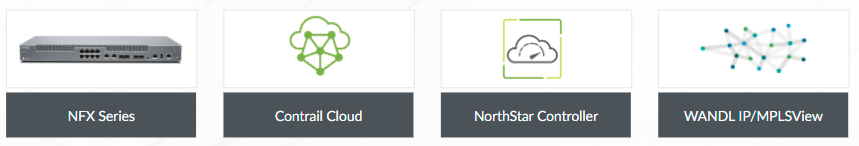 NFX Series
Contrail Cloud
NorthStar Controller
WANDL IP/MPLSView